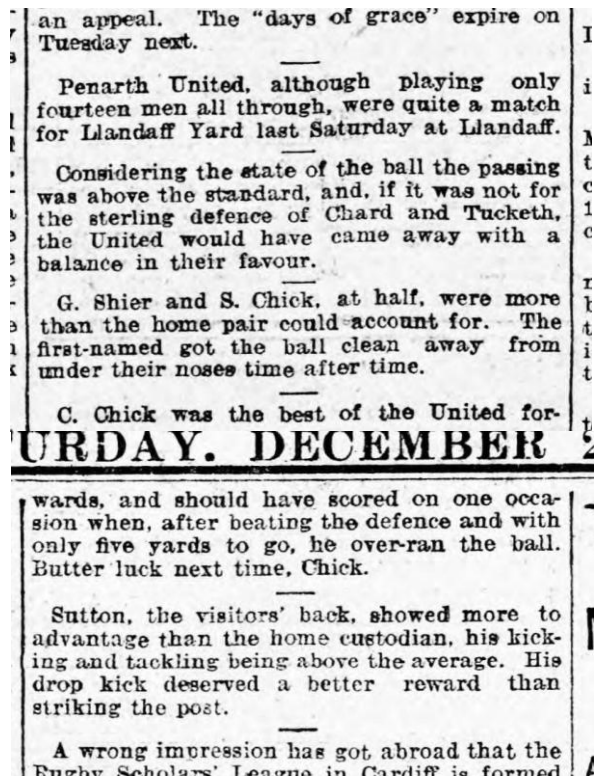 an appeal. The "days of grace" expire on
Tuesday next.
Penarth United, although playing only
fourteen men all through, were quite a match
for Llandaff Yard last Saturday at Llandaff.
Considering the state of the ball the passing
was above the standard, and, if it was not for
the sterling defence of Chard and Tucketh,
the United would have came away with a
balance in their favour.
G. Shier and S. Chick, at half, were more
than the home pair could account for. The
first-named got the ball clean away from
under their noses time after time.
C. Chick was the best of the United for-
URDAY. DECEMBER 2
wards, and should have scored on one occa-
sion when, after beating the defence and with
only five yards to go, he over-ran the ball.
Butter luck next time, Chick.
Sutton, the visitors' back, showed more to
advantage than the home custodian, his kick-
ing and tackling being above the average. His
drop kick deserved a better reward than
striking the post.
A wrong impression has got abroad that the
Rugby Scholars' League in Cardiff is formed